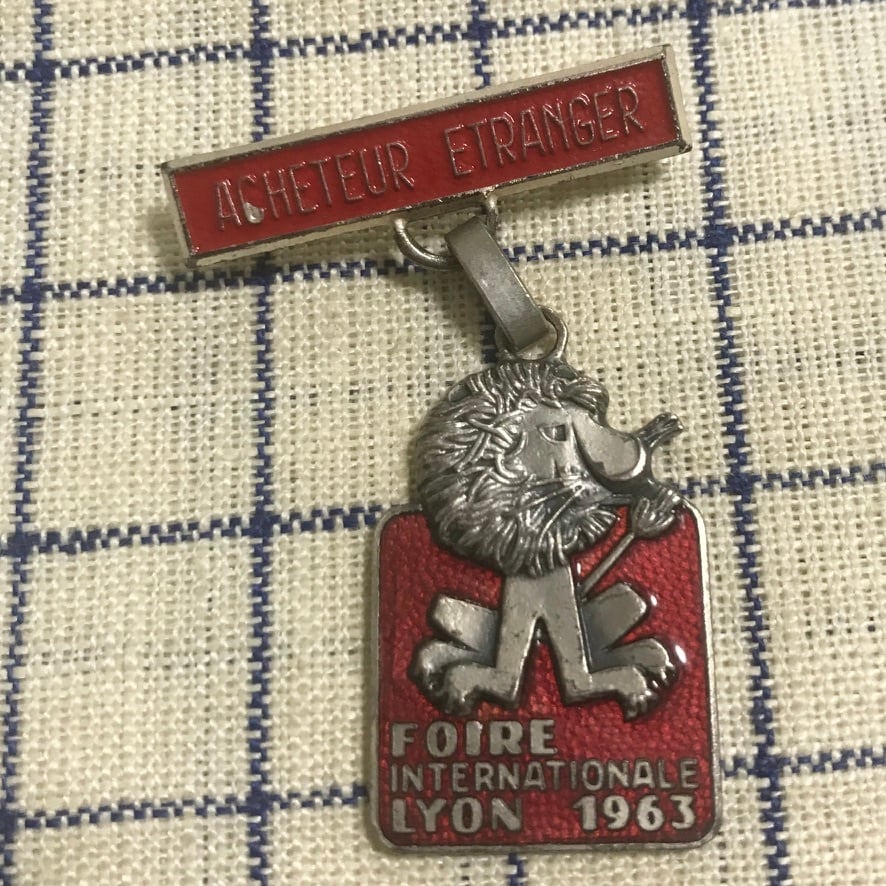 ACHETEUR ETRANGER
FOIRE
INTERNATIONALE
LYON 1963